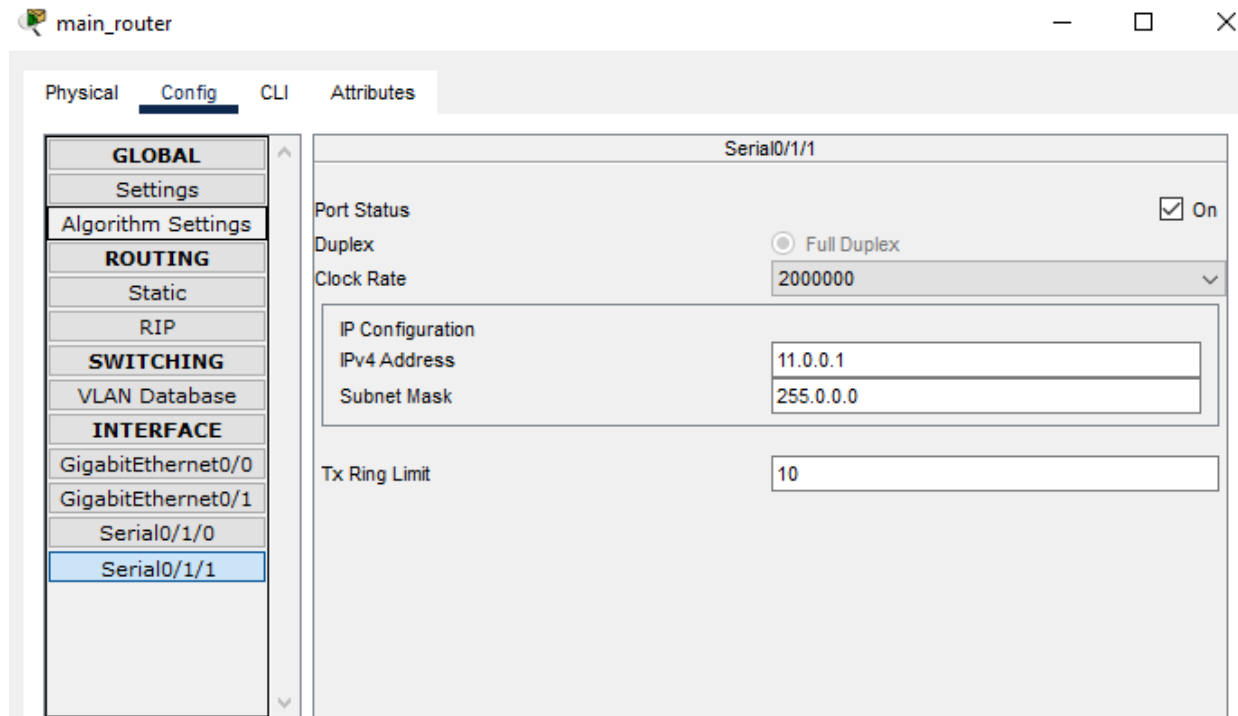 main_router
Physical Config CLI Attributes
GLOBAL
Settings
Algorithm Settings
ROUTING
Static
RIP
SWITCHING
VLAN Database
INTERFACE
GigabitEthernet0/0
GigabitEthernet0/1
Serial0/1/0
Serial0/1/1
Serial0/1/1
Port Status On
Duplex Full Duplex
Clock Rate 2000000
IP Configuration
IPv4 Address 11.0.0.1
Subnet Mask 255.0.0.0
Tx Ring Limit 10